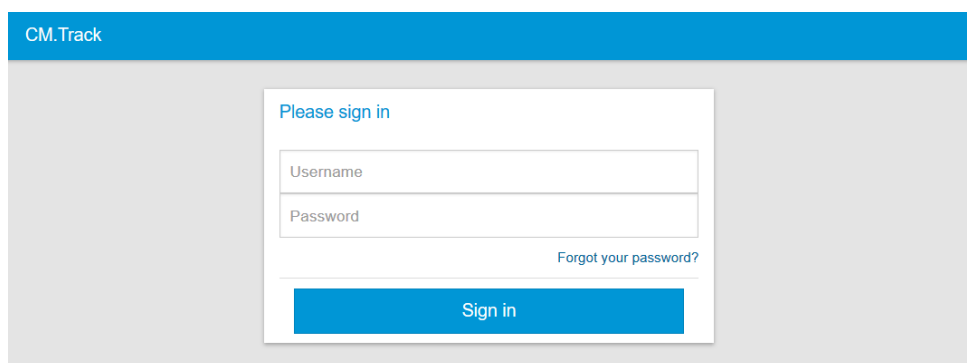 CM.Track
Please sign in
Username
Password
Forgot your password?
Sign in